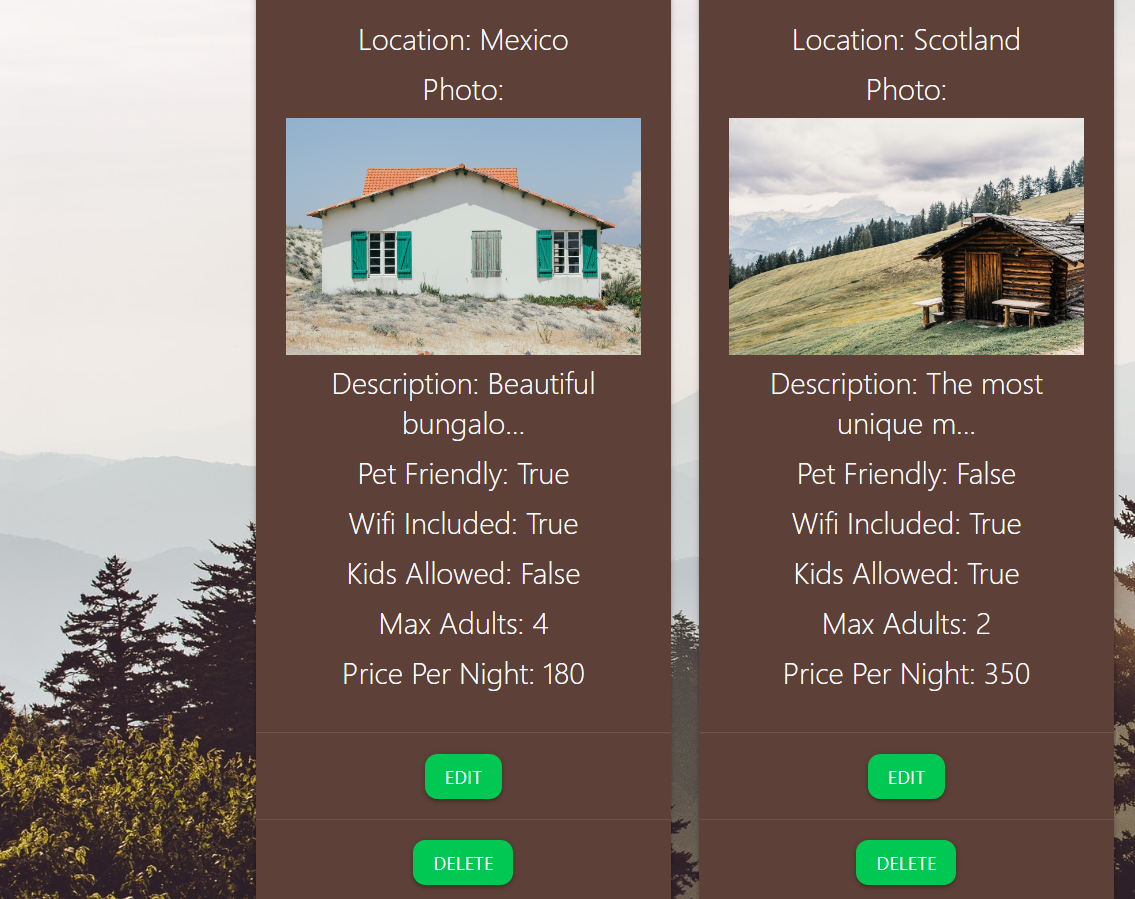 Location: Mexico
Photo:
Description: Beautiful
bungalo...
Pet Friendly: True
Wifi Included: True
Kids Allowed: False
Max Adults: 4
Price Per Night: 180
EDIT
DELETE
Location: Scotland
Photo:
Description: The most
unique m...
Pet Friendly: False
Wifi Included: True
Kids Allowed: True
Max Adults: 2
Price Per Night: 350
EDIT
DELETE